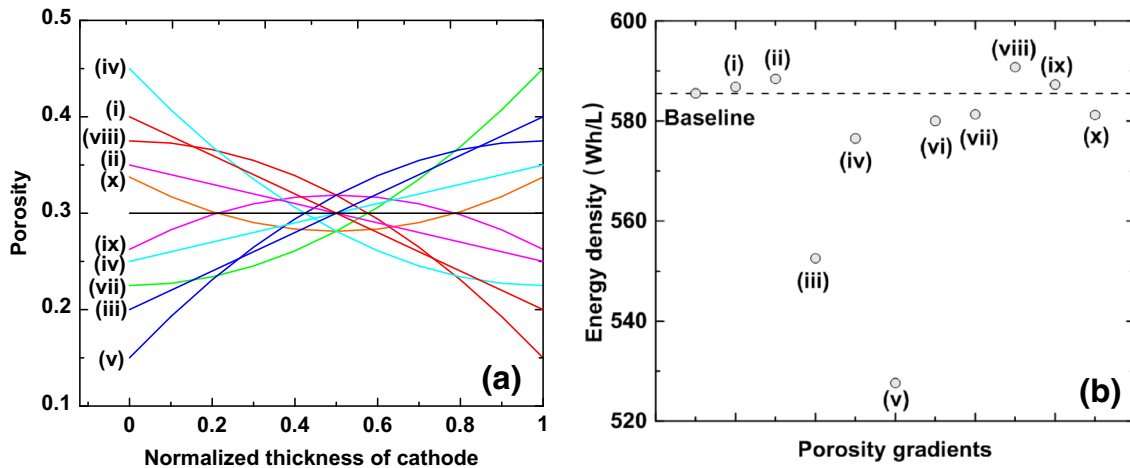 0.5
0.4
0.3
0.2
0.1
Porosity
(iv)
(i)
(viii)
(ii)
(x)
(ix)
(iv)
(vii)
(iii)
(v)
(a)
0 0.2 0.4 0.6 0.8 1
Normalized thickness of cathode
600
580
560
540
520
Energy density (Wh/L)
Baseline
(i)
(ii)
(iii)
(iv)
(v)
(vi)
(vii)
(viii)
(ix)
(x)
(b)
Porosity gradients